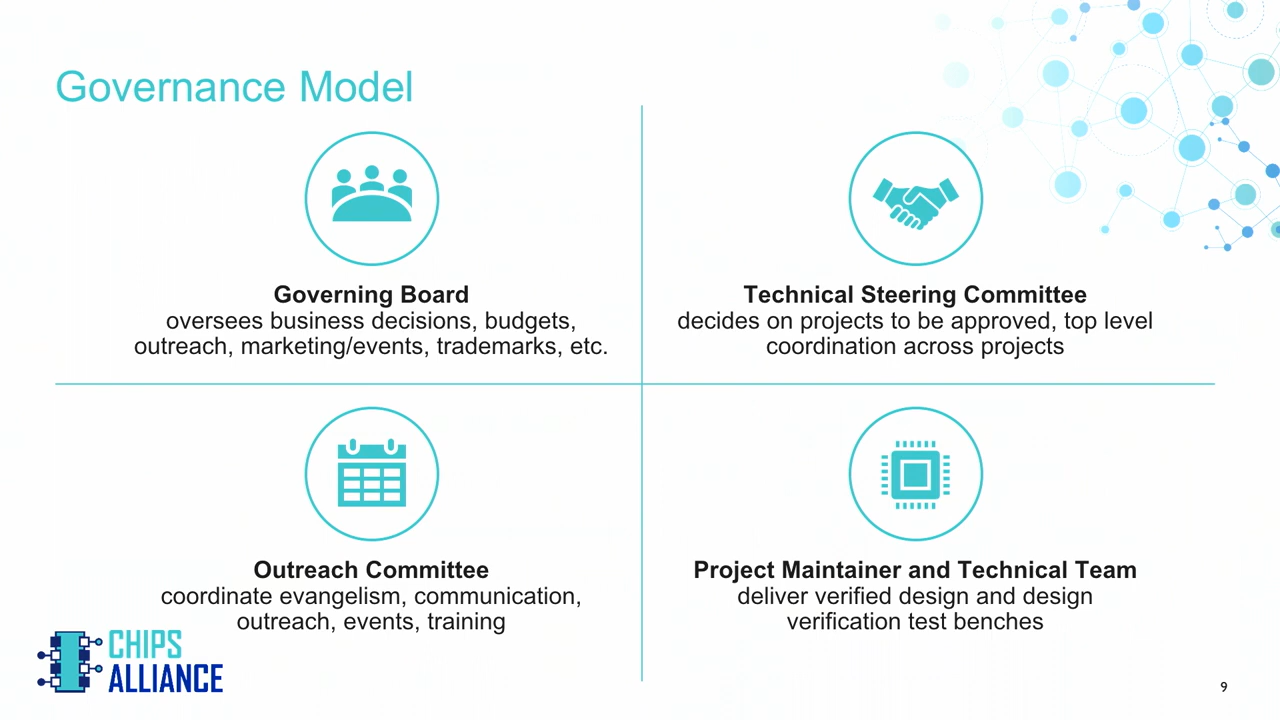 Governance Model
Governing Board
oversees business decisions, budgets,
outreach, marketing/events, trademarks, etc.
Technical Steering Committee
decides on projects to be approved, top level
coordination across projects
Outreach Committee
coordinate evangelism, communication,
outreach, events, training
Project Maintainer and Technical Team
deliver verified design and design
verification test benches
CHIPS
ALLIANCE
9